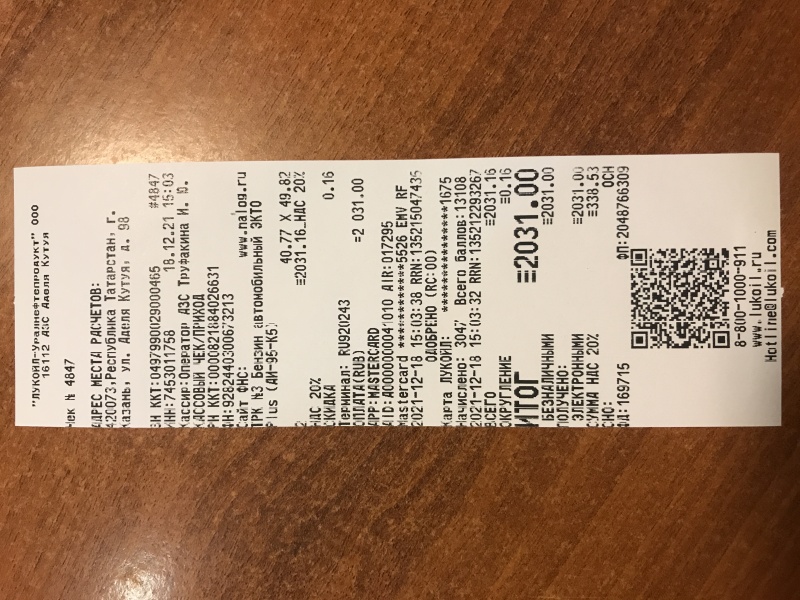 "ЛУКОЙЛ-Уралнефтепродукт" ООО
16112 АЗС Аделя Кутуя
Чек № 4847
АДРЕС МЕСТА РАСЧЕТОВ:
420073,Республика Татарстан, г.
Казань, ул. Аделя Кутуя, д. 98
#4847
ЗН ККТ:0497990029000465
ИНН:7453011758 18.12.21 15:03
Кассир:Оператор АЗС Тружакина И. Ю.
КАССОВЫЙ ЧЕК/ПРИХОД
РН ККТ:0000821884026631
ФН:9282440300673213
Сайт ФНС: www.nalog.ru
ТРК №3 Бензин автомобильный ЭКТО
Plus (АИ-95-К5)
40.77 X 49.82
2 ≡2031.16_НДС 20%
НДС 20%
СКИДКА 0.16
Терминал: RU920243
ОПЛАТА(RUB) =2 031.00
APP:MASTERCARD
AID:A0000000041010 AIR:017295
Mastercard ************5526 EMV RF
2021-12-18 15:03:38 RRN:135215047435
ОДОБРЕНО (RC:00)
Карта ЛУКОЙЛ: **************1675
Начислено: 3047 Всего баллов:13108
2021-12-18 15:03:32 RRN:135212293287
ВСЕГО ≡2031.16
ОКРУГЛЕНИЕ ≡0.16
ИТОГ ≡2031.00
БЕЗНАЛИЧНЫМИ ≡2031.00
ПОЛУЧЕНО:
ЭЛЕКТРОННЫМИ ≡2031.00
СУММА НДС 20% ≡338.53
СНО: ОСН
ФД:169715 ФП:2048766309
8-800-1000-911
www.lukoil.ru
Hotline@lukoil.com